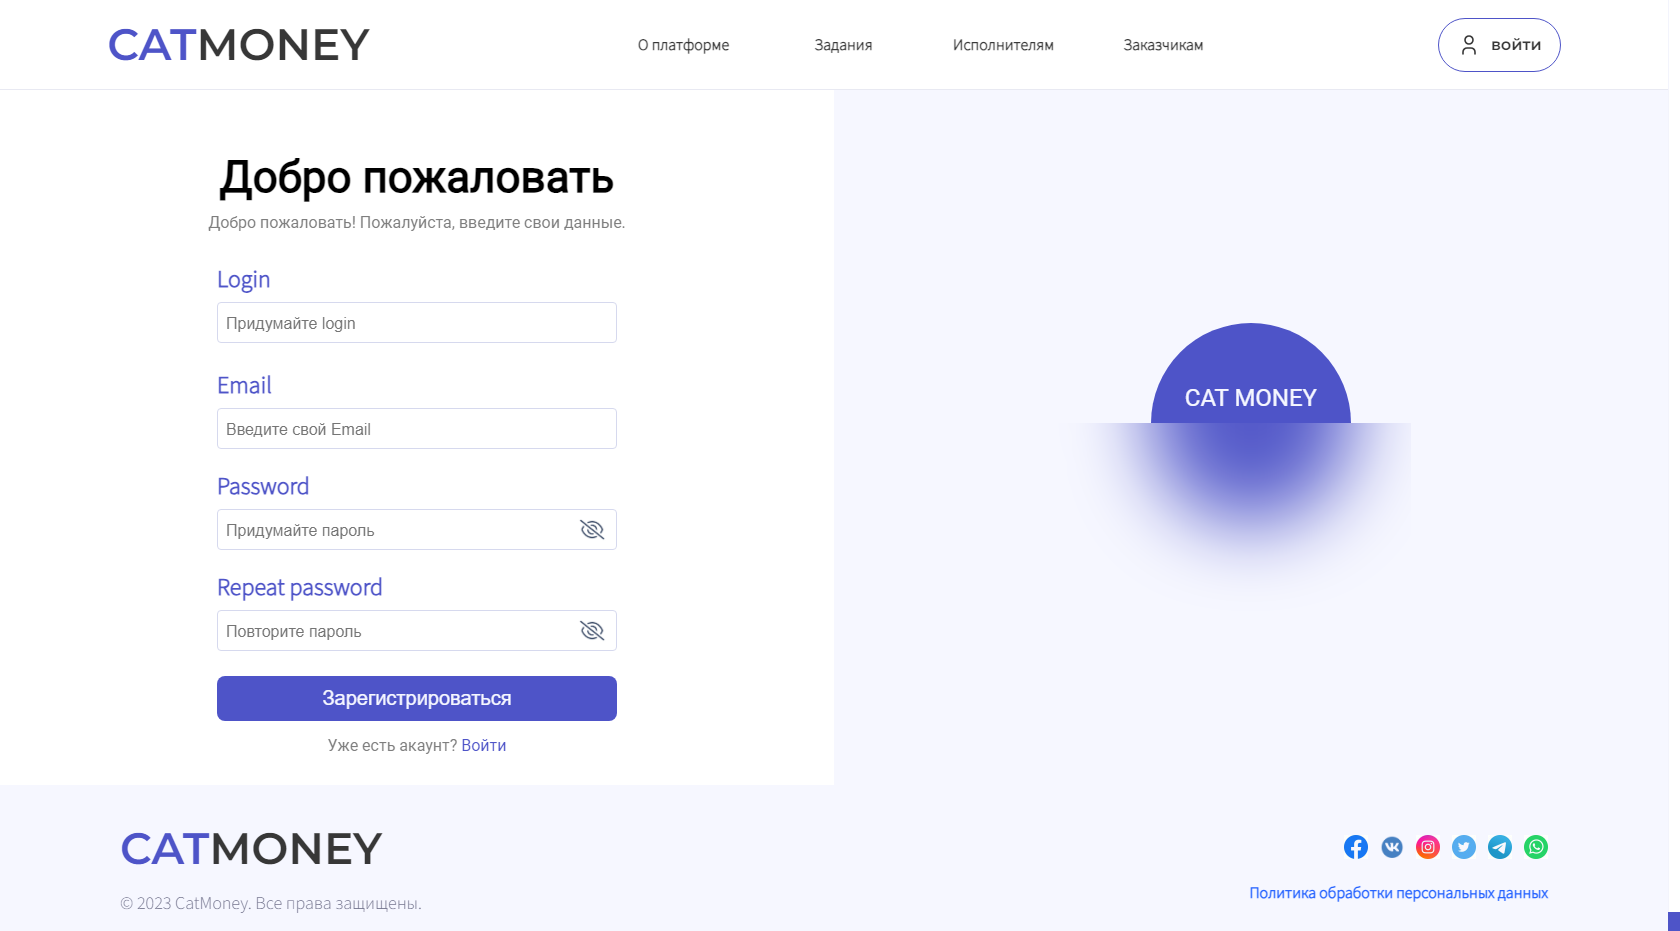 CATMONEY
О платформе
Задания
Исполнителям
Заказчикам
войти
Добро пожаловать
Добро пожаловать! Пожалуйста, введите свои данные.
Login
Придумайте login
Email
Введите свой Email
Password
Придумайте пароль
Repeat password
Повторите пароль
Зарегистрироваться
Уже есть акаунт? Войти
CAT MONEY
CATMONEY
© 2023 CatMoney. Все права защищены.
Политика обработки персональных данных